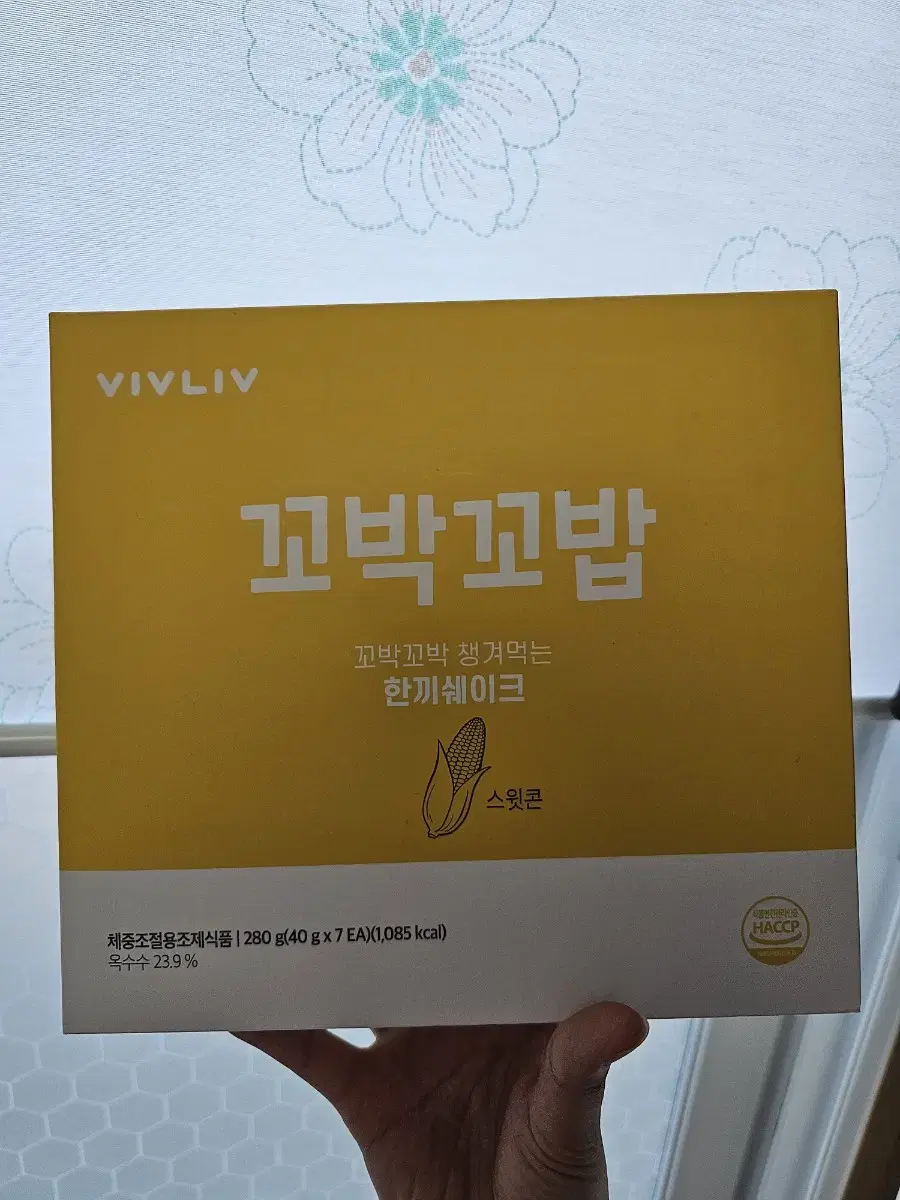 VIVLIV
꼬박꼬밥
꼬박꼬박 챙겨먹는
한끼쉐이크
스윗콘
체중조절용조제식품 | 280 g(40 g x 7 EA)(1,085 kcal)
옥수수 23.9 %
HACCP